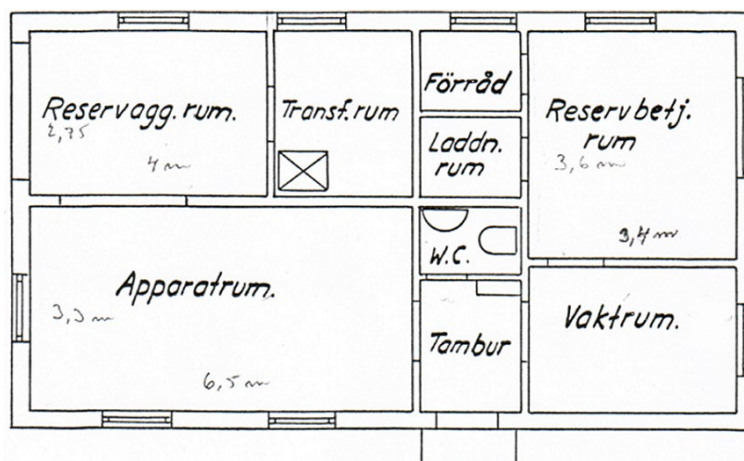 Reservagg.rum.
2,75
4 m
Transf.rum
Förråd
Laddn.
rum
Reservbetj.
rum
3,6 m
3,4 m
W.C.
Apparatrum.
3,3 m
6,5 m
Tambur
Vaktrum.